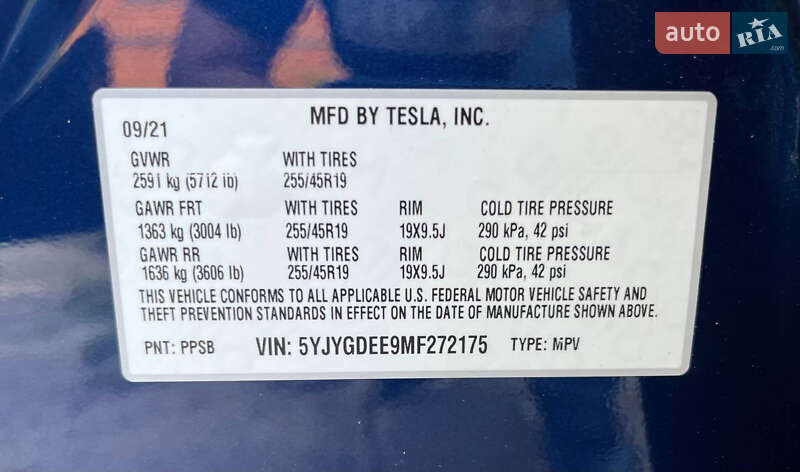 auto RIA.com
MFD BY TESLA, INC.
09/21
GVWR WITH TIRES
2591 kg (5712 lb) 255/45R19
GAWR FRT WITH TIRES RIM COLD TIRE PRESSURE
1363 kg (3004 lb) 255/45R19 19X9.5J 290 kPa, 42 psi
GAWR RR WITH TIRES RIM COLD TIRE PRESSURE
1636 kg (3606 lb) 255/45R19 19X9.5J 290 kPa, 42 psi
THIS VEHICLE CONFORMS TO ALL APPLICABLE U.S. FEDERAL MOTOR VEHICLE SAFETY AND
THEFT PREVENTION STANDARDS IN EFFECT ON THE DATE OF MANUFACTURE SHOWN ABOVE.
PNT: PPSB VIN: 5YJYGDEE9MF272175 TYPE: MPV